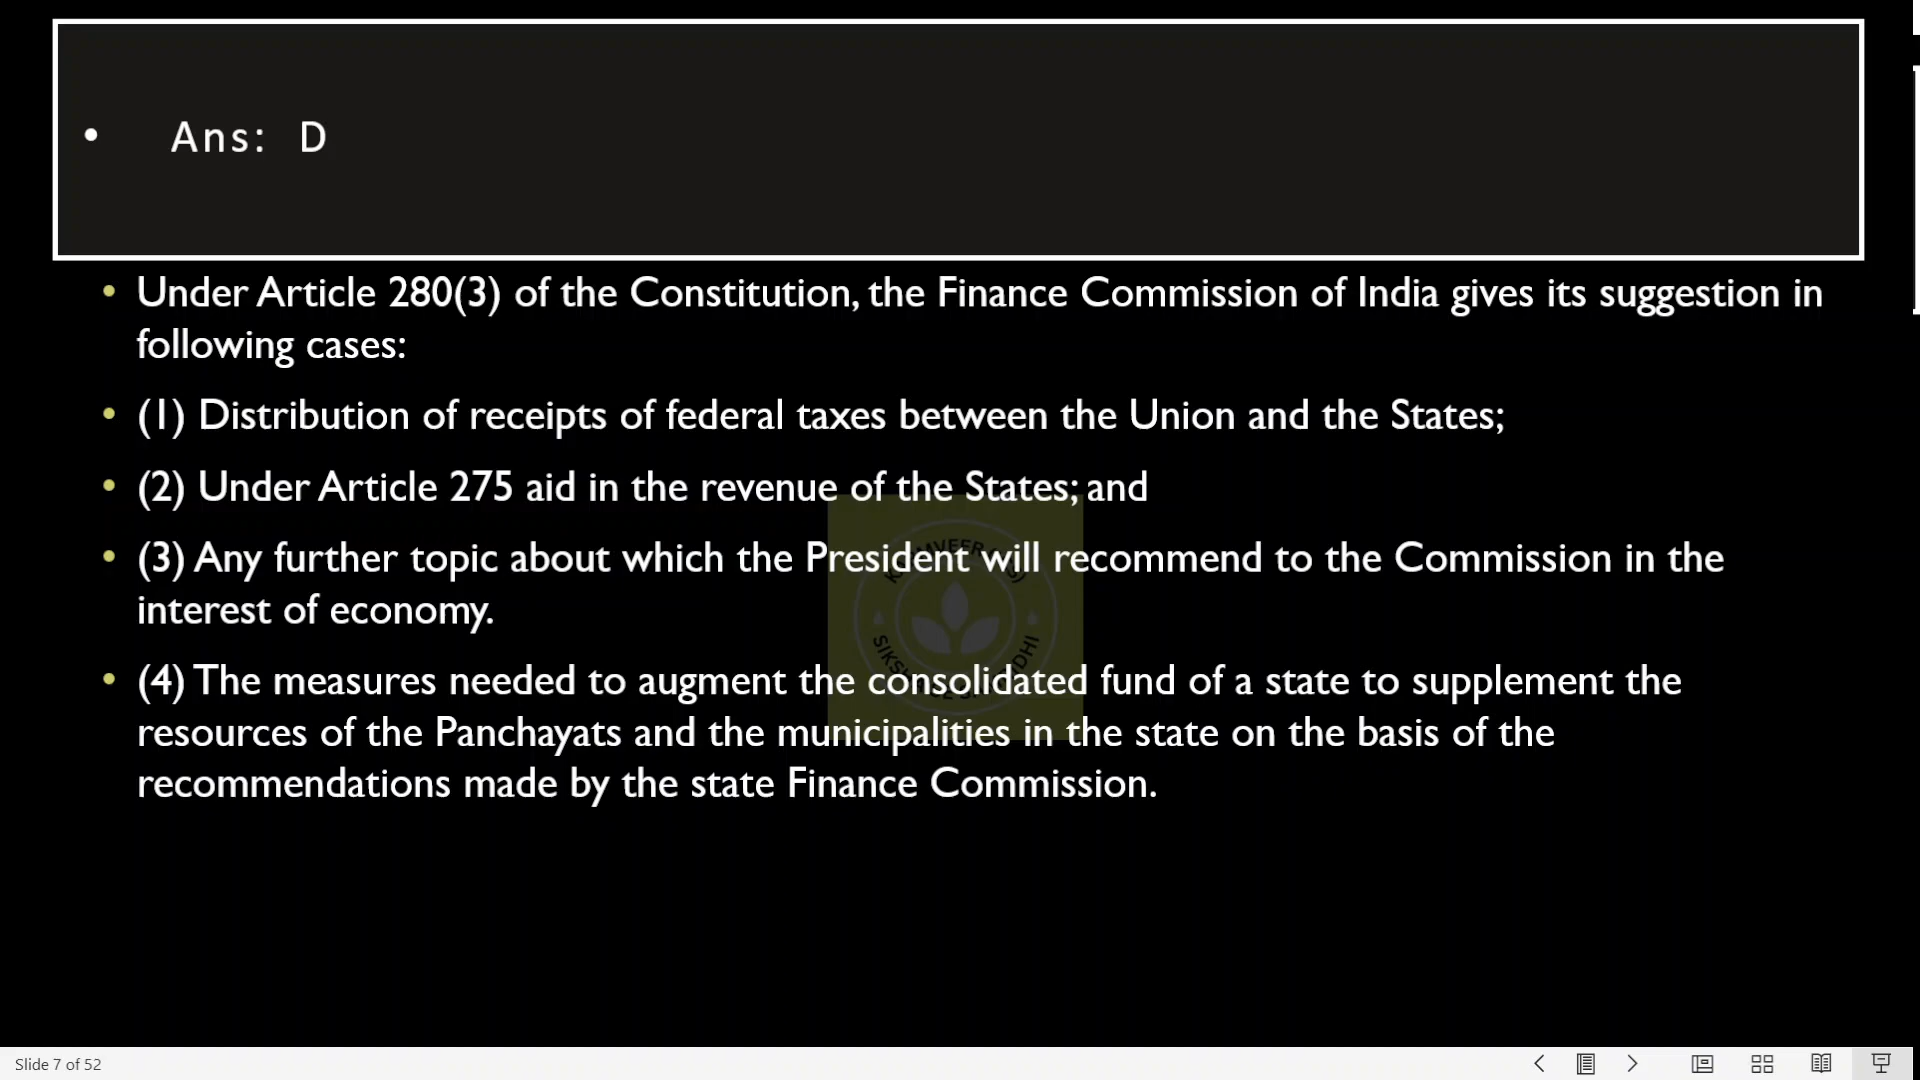 • Ans: D
• Under Article 280(3) of the Constitution, the Finance Commission of India gives its suggestion in
following cases:
• (1) Distribution of receipts of federal taxes between the Union and the States;
• (2) Under Article 275 aid in the revenue of the States; and
• (3) Any further topic about which the President will recommend to the Commission in the
interest of economy.
• (4) The measures needed to augment the consolidated fund of a state to supplement the
resources of the Panchayats and the municipalities in the state on the basis of the
recommendations made by the state Finance Commission.
Slide 7 of 52